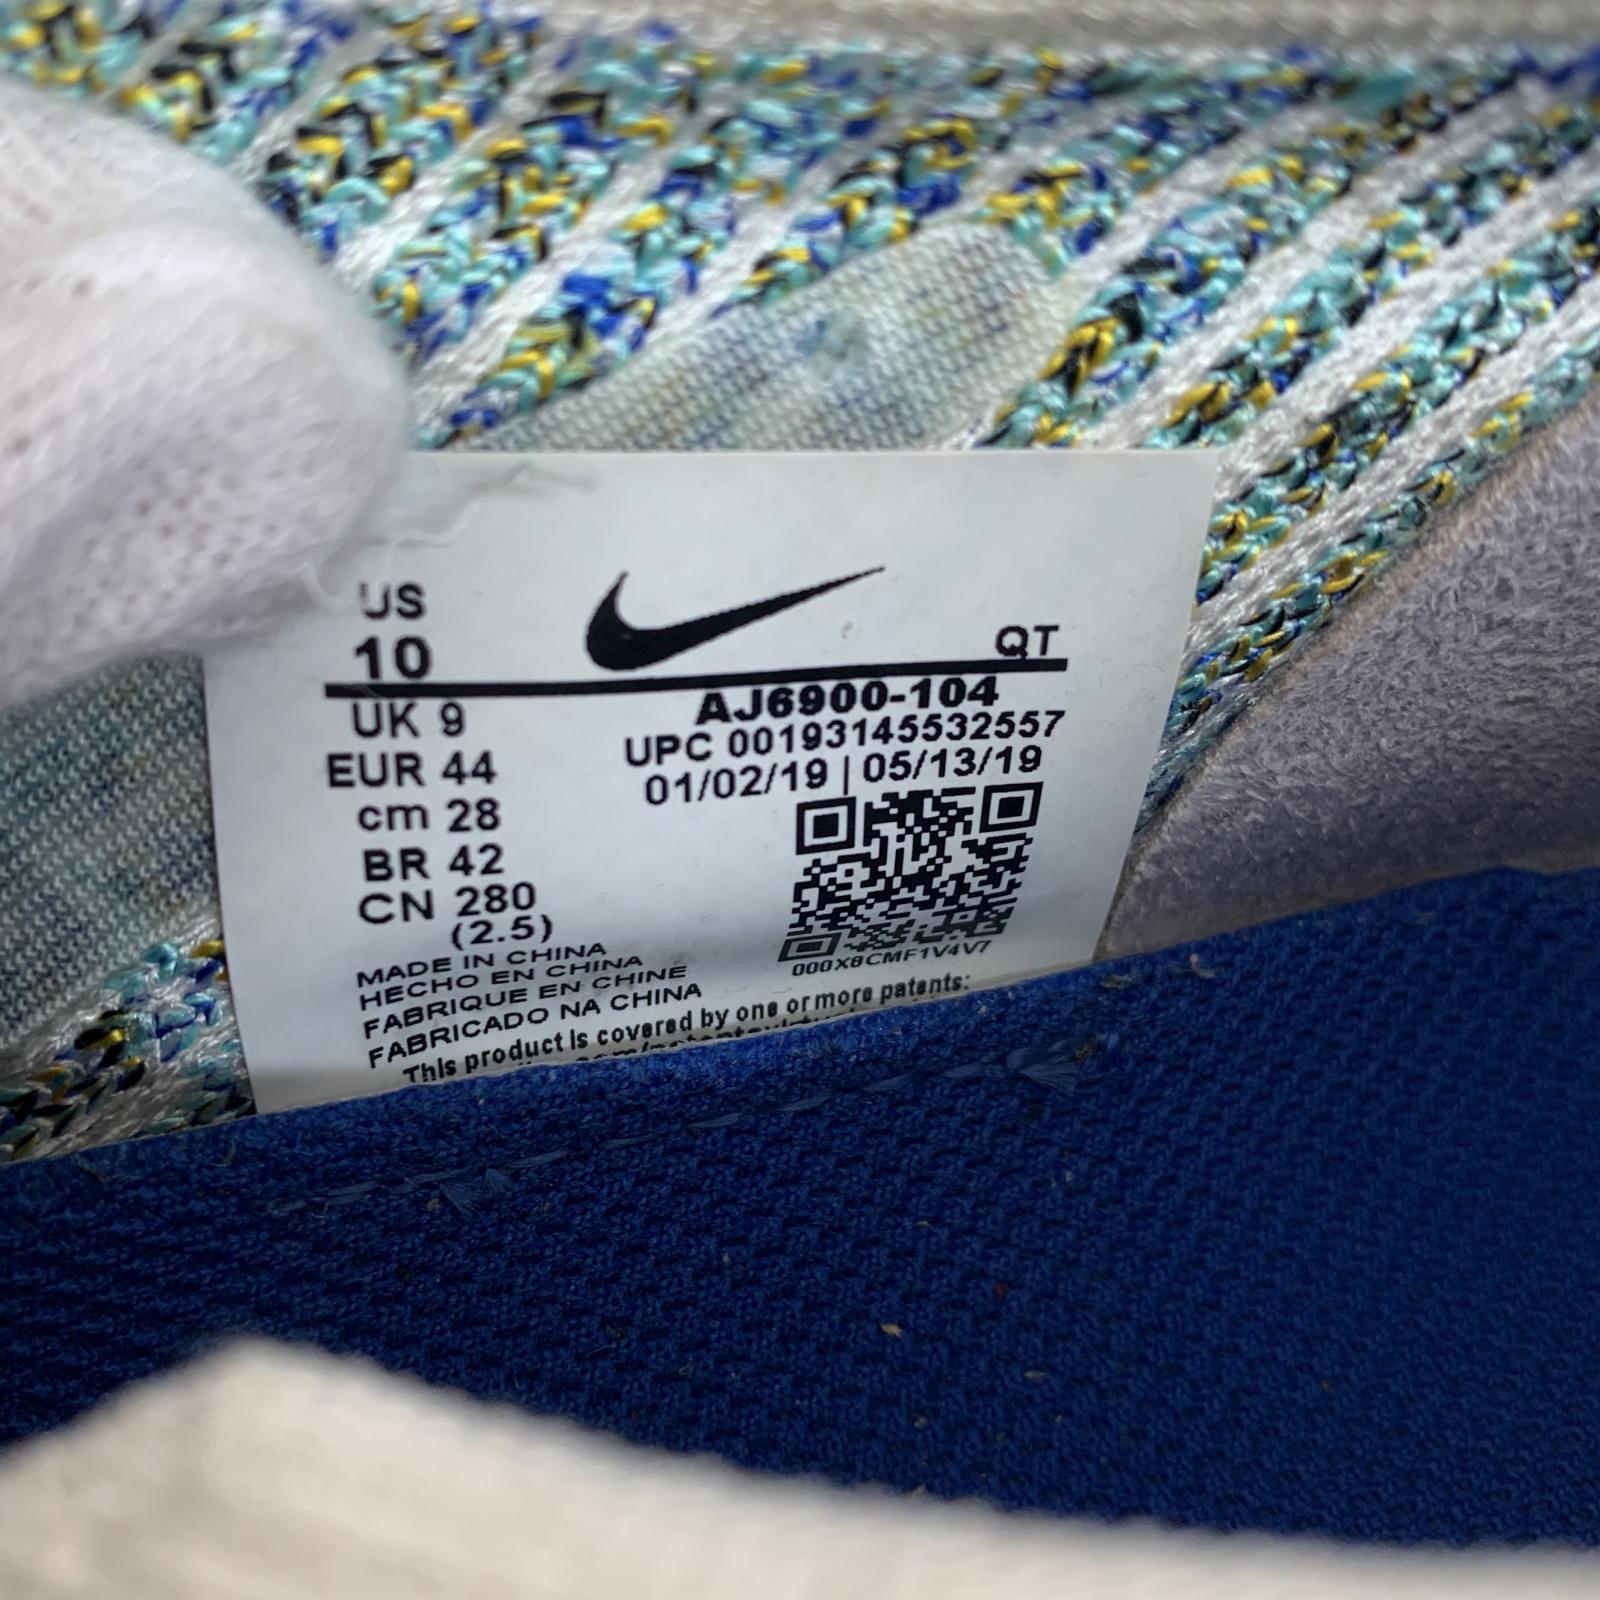 US
10
QT
UK 9
EUR 44
cm 28
BR 42
CN 280
(2.5)
AJ6900-104
UPC 00193145532557
01/02/19 | 05/13/19
000XBCMF1V4V7
MADE IN CHINA
HECHO EN CHINA
FABRIQUE EN CHINE
FABRICADO NA CHINA
This product is covered by one or more patents: